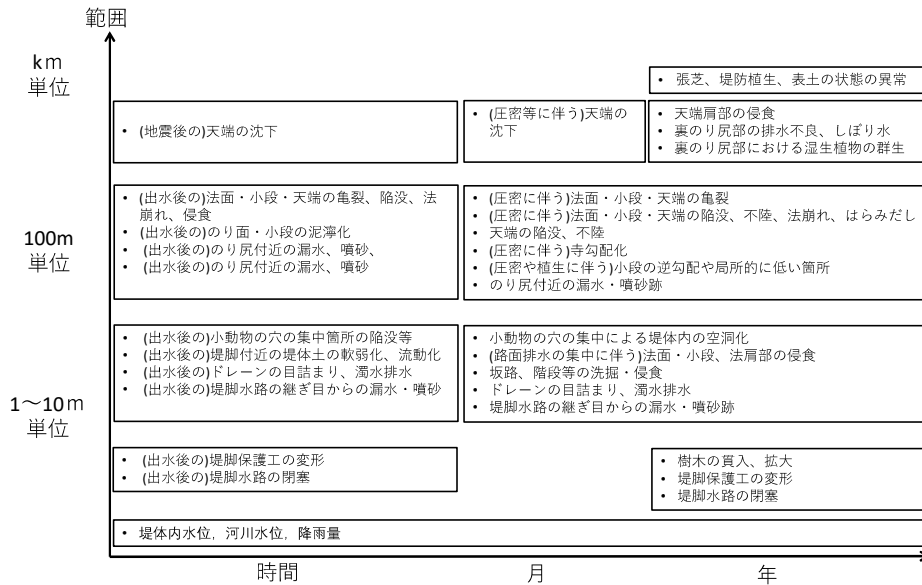 範囲
km
単位
• 張芝、堤防植生、表土の状態の異常
• (地震後の)天端の沈下
• (圧密等に伴う)天端の
沈下
• 天端肩部の侵食
• 裏のり尻部の排水不良、しぼり水
• 裏のり尻部における湿生植物の群生
100m
単位
• (出水後の)法面・小段・天端の亀裂、陥没、法
崩れ、侵食
• (出水後の)のり面・小段の泥濘化
• (出水後の)のり尻付近の漏水、噴砂、
• (出水後の)のり尻付近の漏水、噴砂
• (圧密に伴う)法面・小段・天端の亀裂
• (圧密に伴う)法面・小段・天端の陥没、不陸、法崩れ、はらみだし
• 天端の陥没、不陸
• (圧密に伴う)寺勾配化
• (圧密や植生に伴う)小段の逆勾配や局所的に低い箇所
• のり尻付近の漏水・噴砂跡
1～10m
単位
• (出水後の)小動物の穴の集中箇所の陥没等
• (出水後の)堤脚付近の堤体土の軟弱化、流動化
• (出水後の)ドレーンの目詰まり、濁水排水
• (出水後の)堤脚水路の継ぎ目からの漏水・噴砂
• 小動物の穴の集中による堤体内の空洞化
• (路面排水の集中に伴う)法面・小段、法肩部の侵食
• 坂路、階段等の洗掘・侵食
• ドレーンの目詰まり、濁水排水
• 堤脚水路の継ぎ目からの漏水・噴砂跡
• (出水後の)堤脚保護工の変形
• (出水後の)堤脚水路の閉塞
• 樹木の貫入、拡大
• 堤脚保護工の変形
• 堤脚水路の閉塞
• 堤体内水位，河川水位，降雨量
時間
月
年